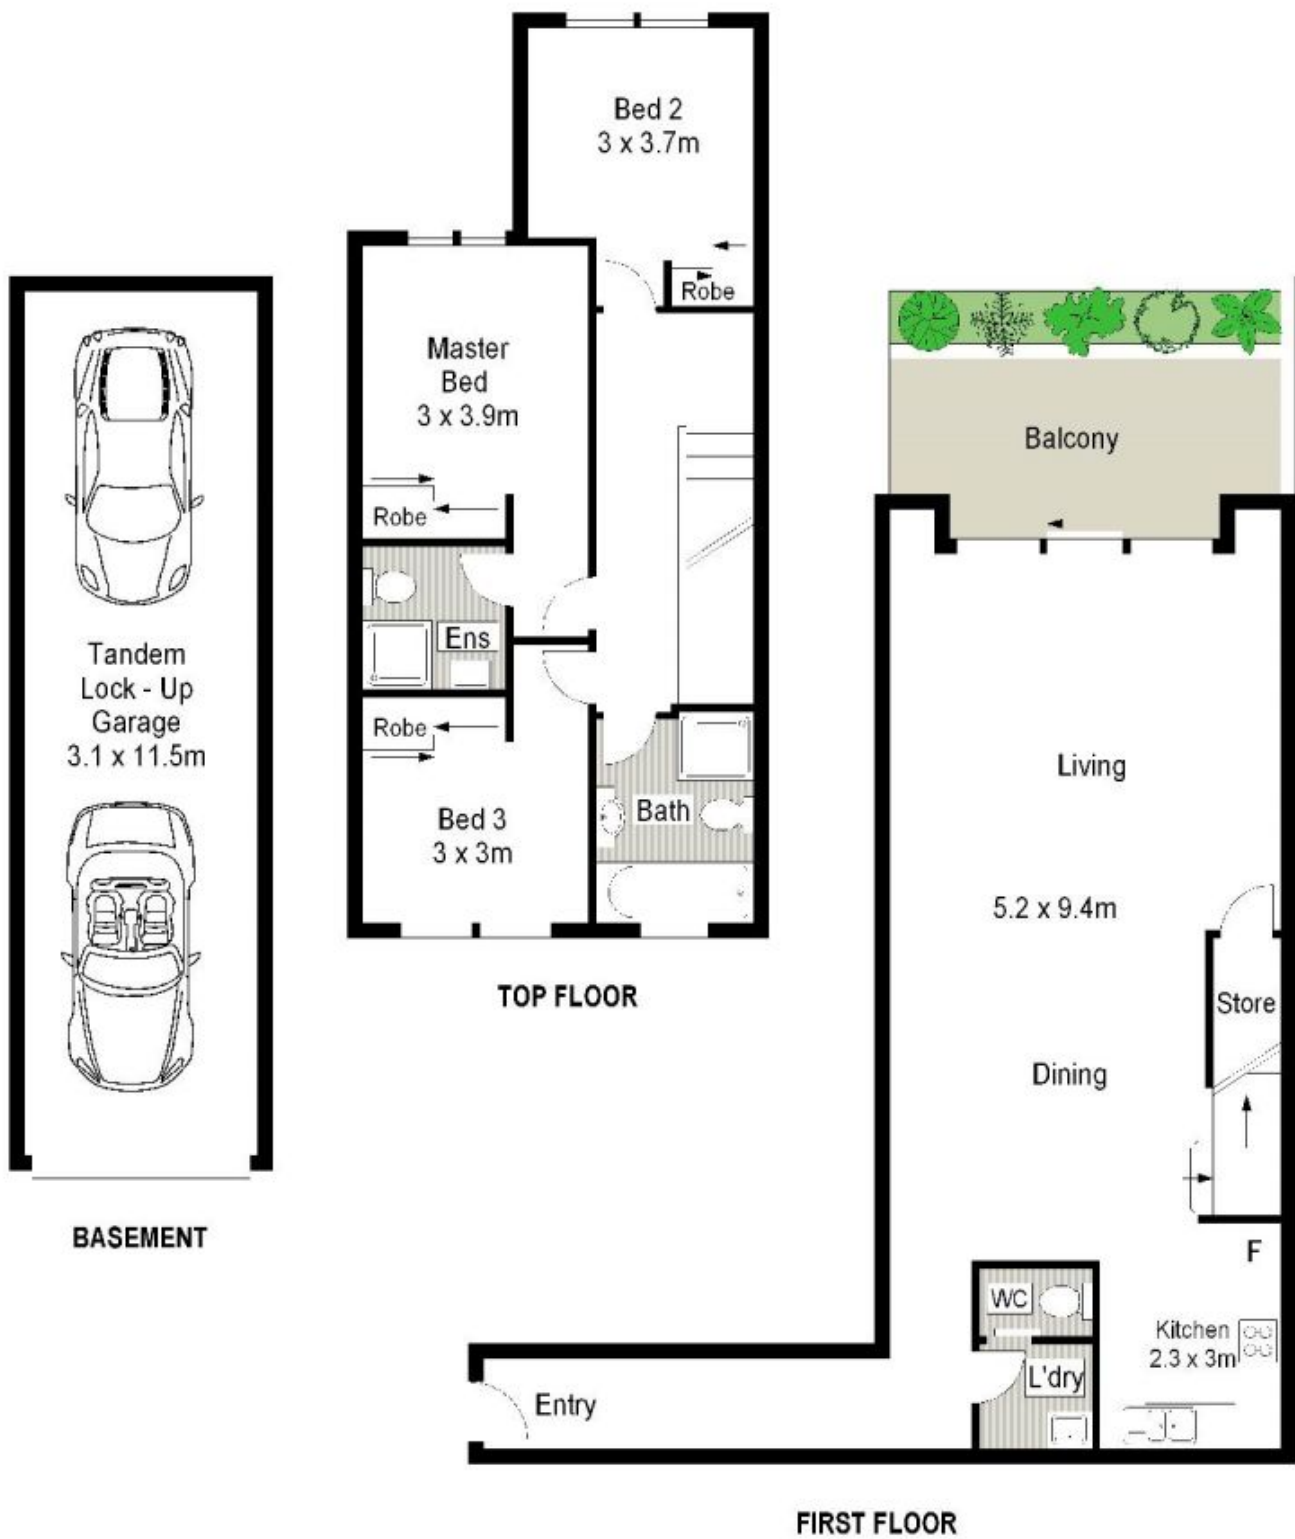 Bed 2
3 x 3.7m
Robe
Master
Bed
3 x 3.9m
Robe
Ens
Robe
Bed 3
3 x 3m
Bath
TOP FLOOR
Tandem
Lock - Up
Garage
3.1 x 11.5m
BASEMENT
Balcony
Living
5.2 x 9.4m
Store
Dining
F
WC
Kitchen
2.3 x 3m
L'dry
Entry
FIRST FLOOR